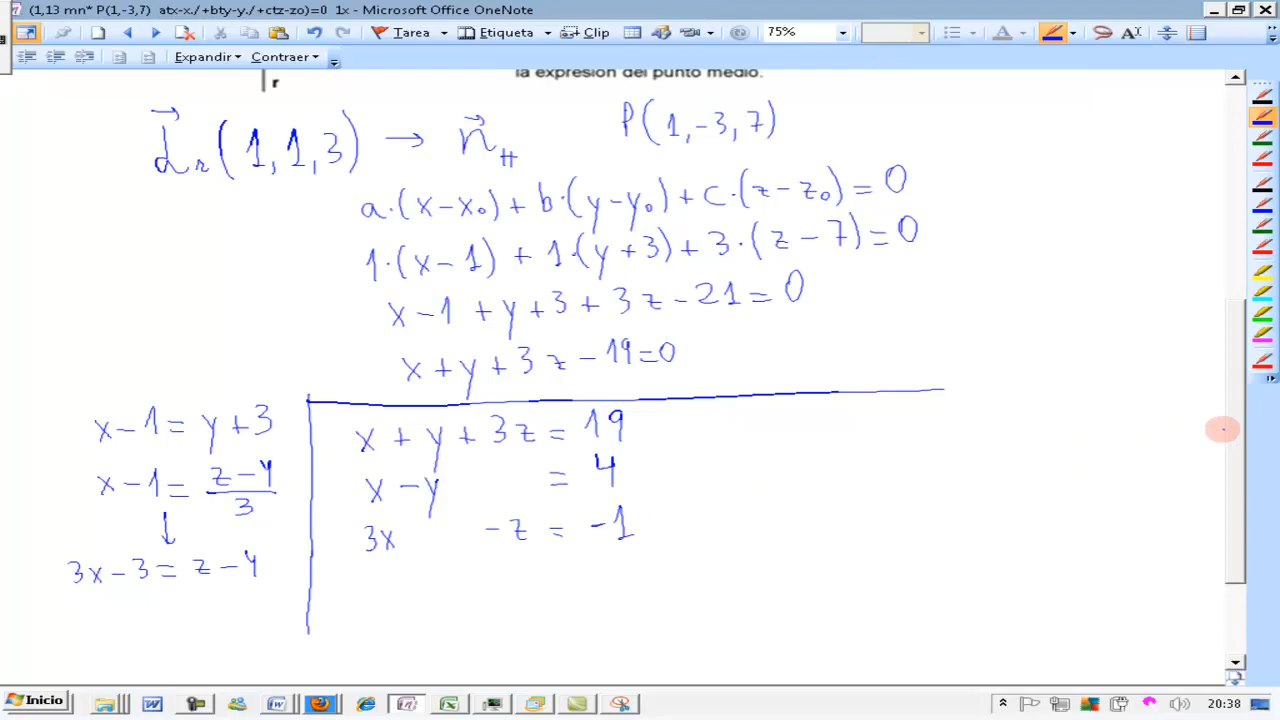 (1,13 mn* P(1,-3,7) atx-x./+bty-y./+ctz-zo)=0 1x - Microsoft Office OneNote
Tarea Etiqueta Clip 75%
Expandir Contraer
la expresión del punto medio.
r
d⃗r(1,1,3) → n⃗H P(1,-3,7)
a·(x-x₀)+b·(y-y₀)+c·(z-z₀)=0
1·(x-1)+1·(y+3)+3·(z-7)=0
x-1+y+3+3z-21=0
x+y+3z-19=0
x-1=y+3
x-1=(z-4)/3
↓
3x-3=z-4
x+y+3z=19
x-y =4
3x -z=-1
Inicio
20:38